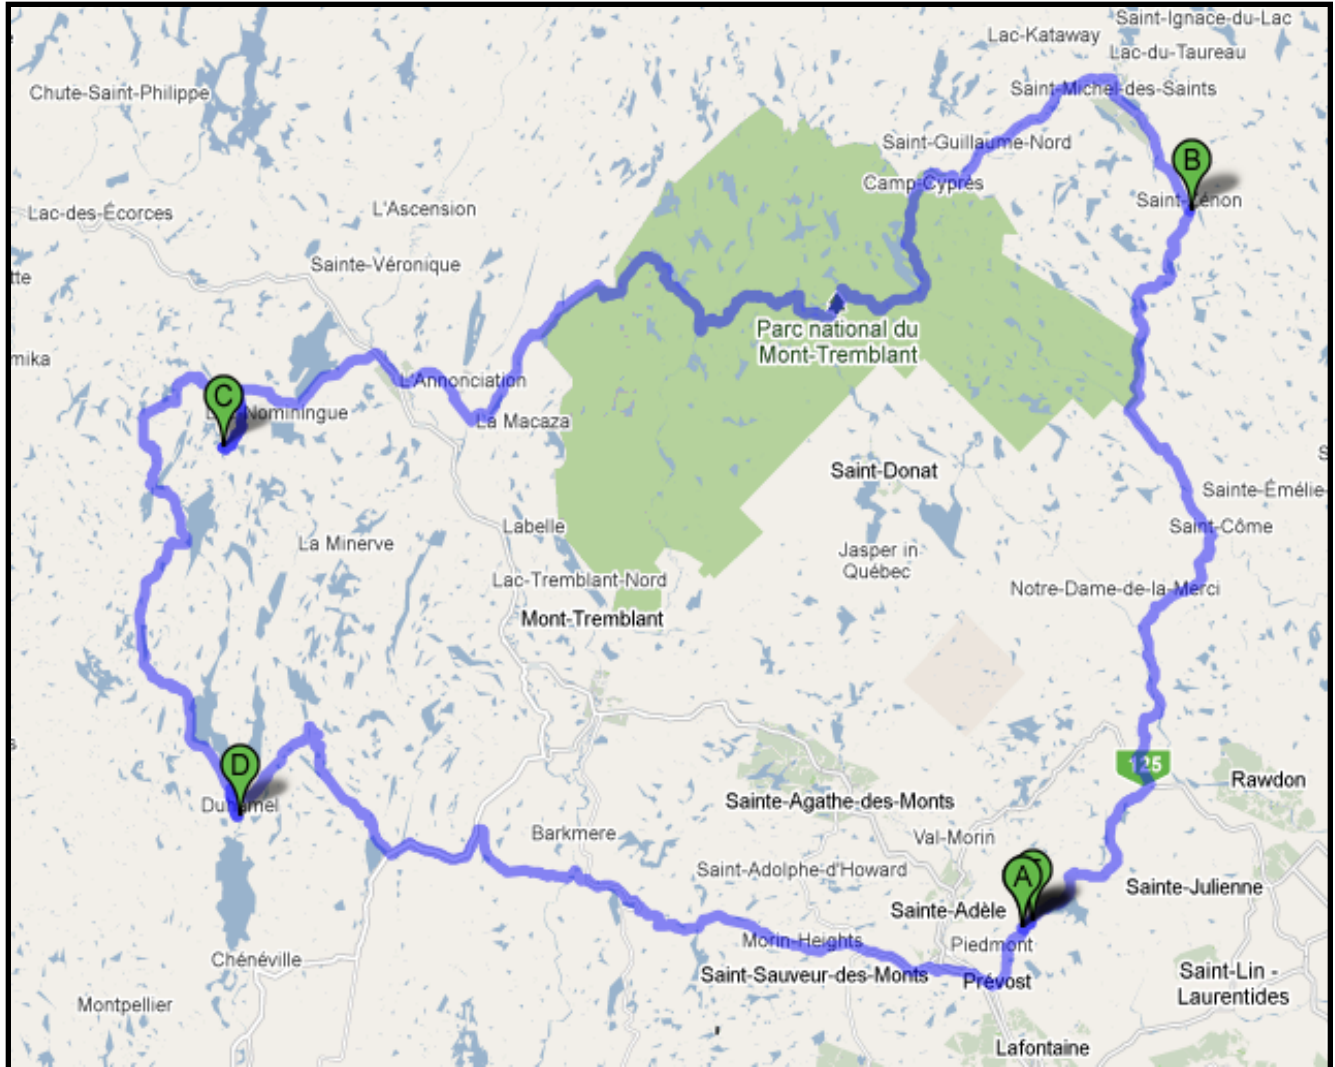 Saint-Ignace-du-Lac
Lac-Kataway
Lac-du-Taureau
Chute-Saint-Philippe
Saint-Michel-des-Saints
Saint-Guillaume-Nord
B
Camp-Cyprès
Saint-Zénon
Lac-des-Écorces
L'Ascension
Sainte-Véronique
tte
Parc national du
Mont-Tremblant
mika
L'Annonciation
C
Nominingue
La Macaza
S
Saint-Donat
Sainte-Émélie-
Saint-Côme
Labelle
La Minerve
Jasper in
Québec
Lac-Tremblant-Nord
Notre-Dame-de-la-Merci
Mont-Tremblant
s
D
125
Rawdon
Duhamel
Sainte-Agathe-des-Monts
Barkmere
Val-Morin
Saint-Adolphe-d'Howard
A
Sainte-Julienne
Sainte-Adèle
Morin-Heights
Piedmont
Chénéville
Saint-Sauveur-des-Monts
Prévost
Saint-Lin -
Laurentides
Montpellier
Lafontaine